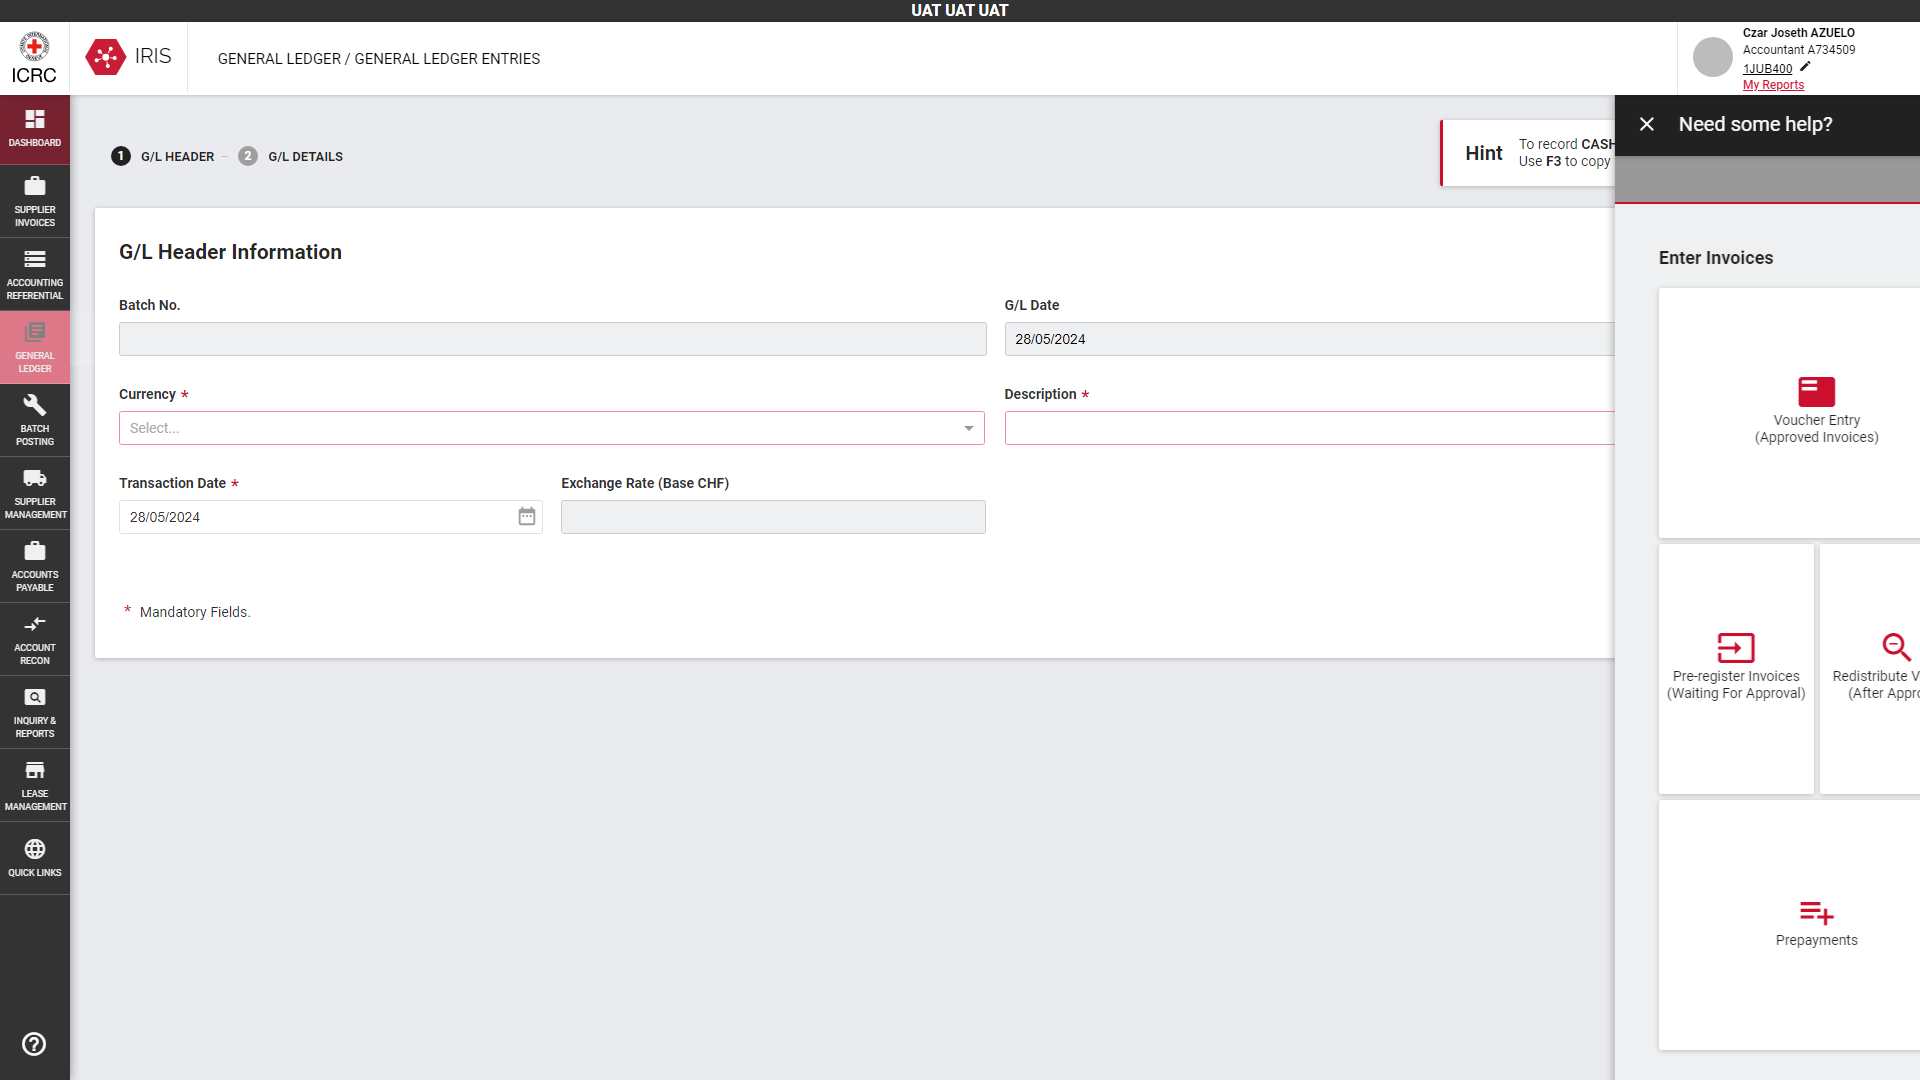 UAT UAT UAT
ICRC
IRIS
GENERAL LEDGER / GENERAL LEDGER ENTRIES
Czar Joseth AZUELO
Accountant A734509
1JUB400
My Reports
DASHBOARD
SUPPLIER
INVOICES
ACCOUNTING
REFERENTIAL
GENERAL
LEDGER
BATCH
POSTING
SUPPLIER
MANAGEMENT
ACCOUNTS
PAYABLE
ACCOUNT
RECON
INQUIRY &
REPORTS
LEASE
MANAGEMENT
QUICK LINKS
1 G/L HEADER – 2 G/L DETAILS
Hint
To record CASH
Use F3 to copy
G/L Header Information
Batch No.
G/L Date
28/05/2024
Currency *
Select...
Description *
Transaction Date *
28/05/2024
Exchange Rate (Base CHF)
* Mandatory Fields.
Need some help?
Enter Invoices
Voucher Entry
(Approved Invoices)
Pre-register Invoices
(Waiting For Approval)
Redistribute V
(After Appro
Prepayments